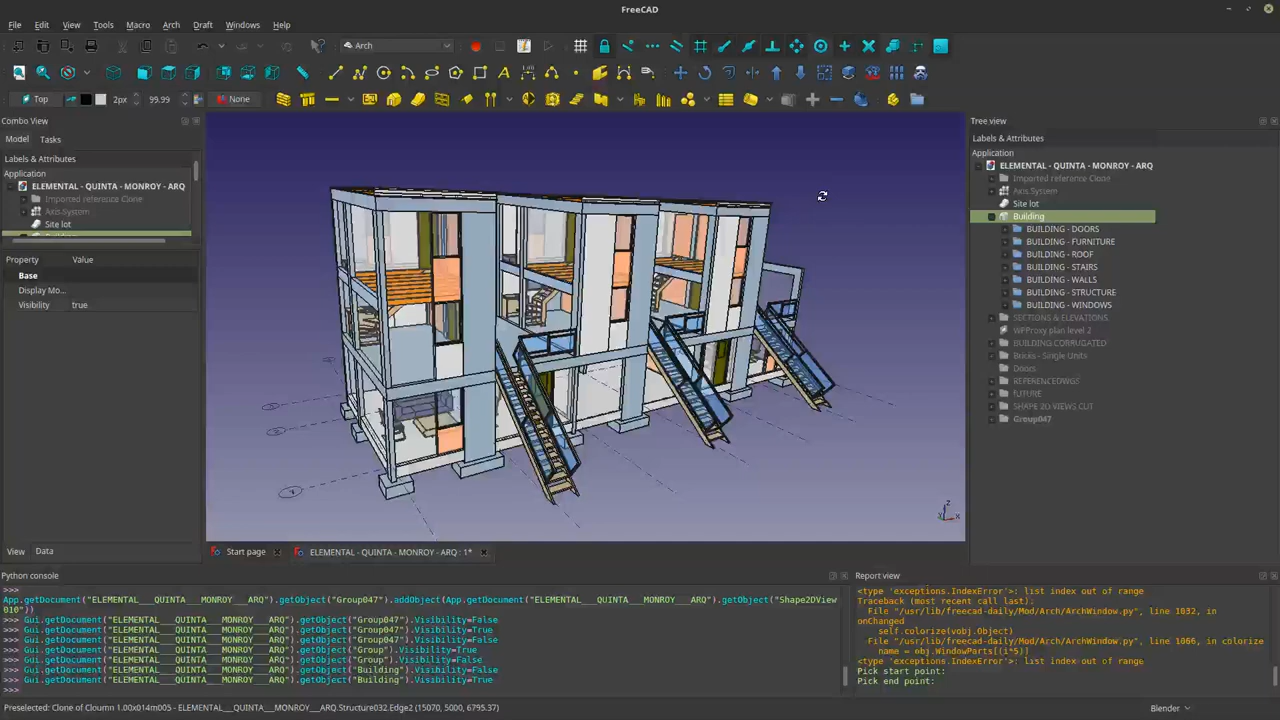 FreeCAD
File Edit View Tools Macro Arch Draft Windows Help
Arch
Top 2px 99.99 None
Combo View
Model Tasks
Labels & Attributes
Application
ELEMENTAL - QUINTA - MONROY - ARQ
Imported reference Clone
Axis System
Site lot
Property Value
Base
Display Mo...
Visibility true
View Data
Tree view
Labels & Attributes
Application
ELEMENTAL - QUINTA - MONROY - ARQ
Imported reference Clone
Axis System
Site lot
Building
BUILDING - DOORS
BUILDING - FURNITURE
BUILDING - ROOF
BUILDING - STAIRS
BUILDING - WALLS
BUILDING - STRUCTURE
BUILDING - WINDOWS
SECTIONS & ELEVATIONS.
WPProxy plan level 2
BUILDING CORRUGATED
Bricks - Single Units
Doors
REFERENCEDWGS
fUTURE
SHAPE 2D VIEWS CUT
Group047
Start page
ELEMENTAL - QUINTA - MONROY - ARQ : 1*
Python console
>>>
App.getDocument("ELEMENTAL___QUINTA___MONROY___ARQ").getObject("Group047").addObject(App.getDocument("ELEMENTAL___QUINTA___MONROY___ARQ").getObject("Shape2DView
010"))
>>> Gui.getDocument("ELEMENTAL___QUINTA___MONROY___ARQ").getObject("Group047").Visibility=False
>>> Gui.getDocument("ELEMENTAL___QUINTA___MONROY___ARQ").getObject("Group047").Visibility=True
>>> Gui.getDocument("ELEMENTAL___QUINTA___MONROY___ARQ").getObject("Group047").Visibility=False
>>> Gui.getDocument("ELEMENTAL___QUINTA___MONROY___ARQ").getObject("Group").Visibility=True
>>> Gui.getDocument("ELEMENTAL___QUINTA___MONROY___ARQ").getObject("Group").Visibility=False
>>> Gui.getDocument("ELEMENTAL___QUINTA___MONROY___ARQ").getObject("Building").Visibility=False
>>> Gui.getDocument("ELEMENTAL___QUINTA___MONROY___ARQ").getObject("Building").Visibility=True
>>>
Report view
<type 'exceptions.IndexError'>: list index out of range
Traceback (most recent call last):
File "/usr/lib/freecad-daily/Mod/Arch/ArchWindow.py", line 1032, in
onChanged
self.colorize(vobj.Object)
File "/usr/lib/freecad-daily/Mod/Arch/ArchWindow.py", line 1066, in colorize
name = obj.WindowParts[(i*5)]
<type 'exceptions.IndexError'>: list index out of range
Pick start point:
Pick end point:
Preselected: Clone of Cloumn 1.00x014m005 - ELEMENTAL___QUINTA___MONROY___ARQ.Structure032.Edge2 (15070, 5000, 6795.37)
Blender